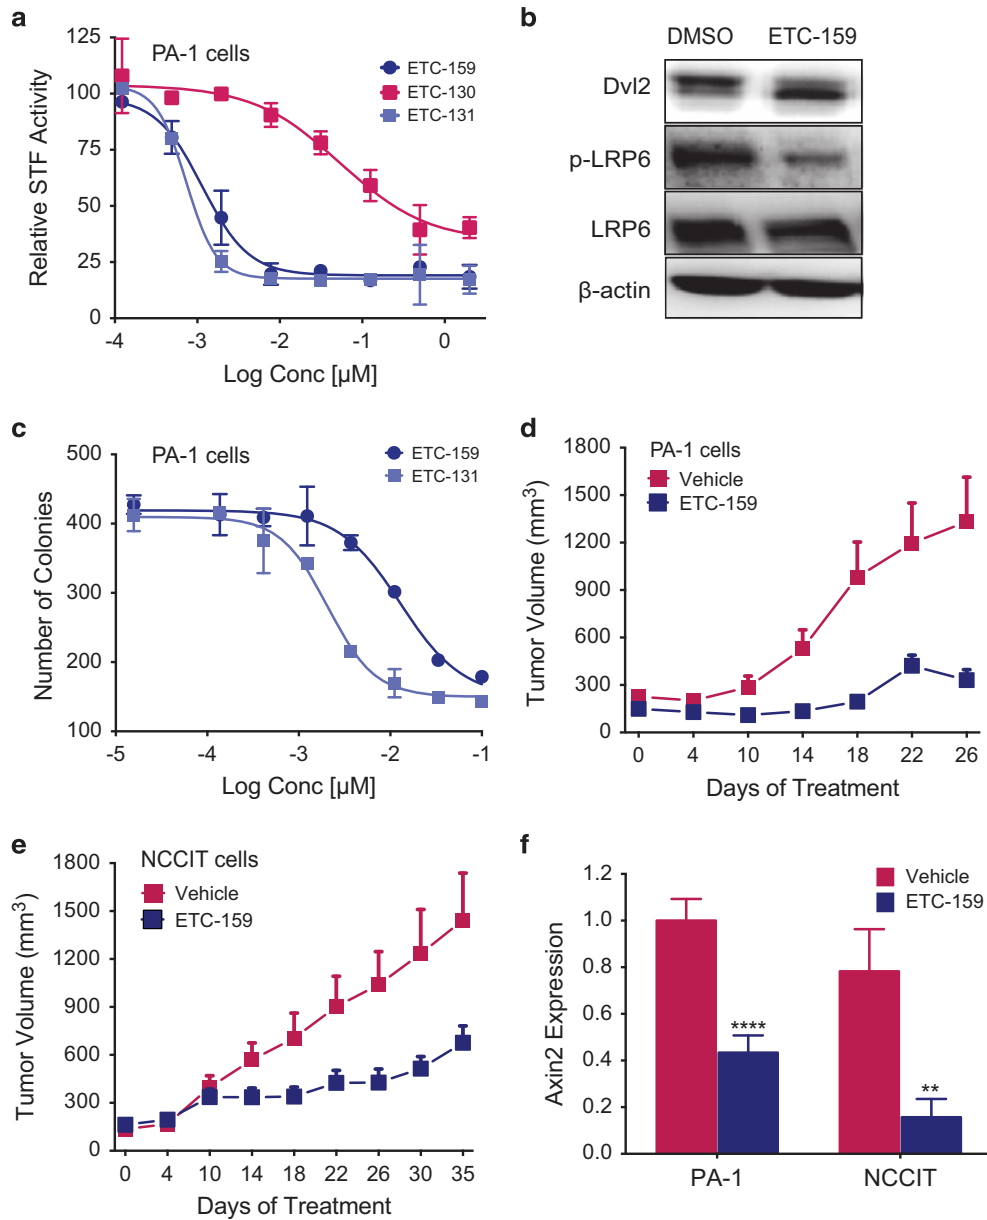 a
PA-1 cells
ETC-159
ETC-130
ETC-131
Relative STF Activity
125
100
75
50
25
0
-4
-3
-2
-1
0
Log Conc [µM]
b
DMSO
ETC-159
Dvl2
p-LRP6
LRP6
β-actin
c
PA-1 cells
ETC-159
ETC-131
Number of Colonies
500
400
300
200
100
-5
-4
-3
-2
-1
Log Conc [µM]
d
PA-1 cells
Vehicle
ETC-159
Tumor Volume (mm³)
1800
1500
1200
900
600
300
0
0
4
10
14
18
22
26
Days of Treatment
e
NCCIT cells
Vehicle
ETC-159
Tumor Volume (mm³)
1800
1500
1200
900
600
300
0
0
4
10
14
18
22
26
30
35
Days of Treatment
f
Vehicle
ETC-159
Axin2 Expression
1.2
1.0
0.8
0.6
0.4
0.2
0.0
****
**
PA-1
NCCIT